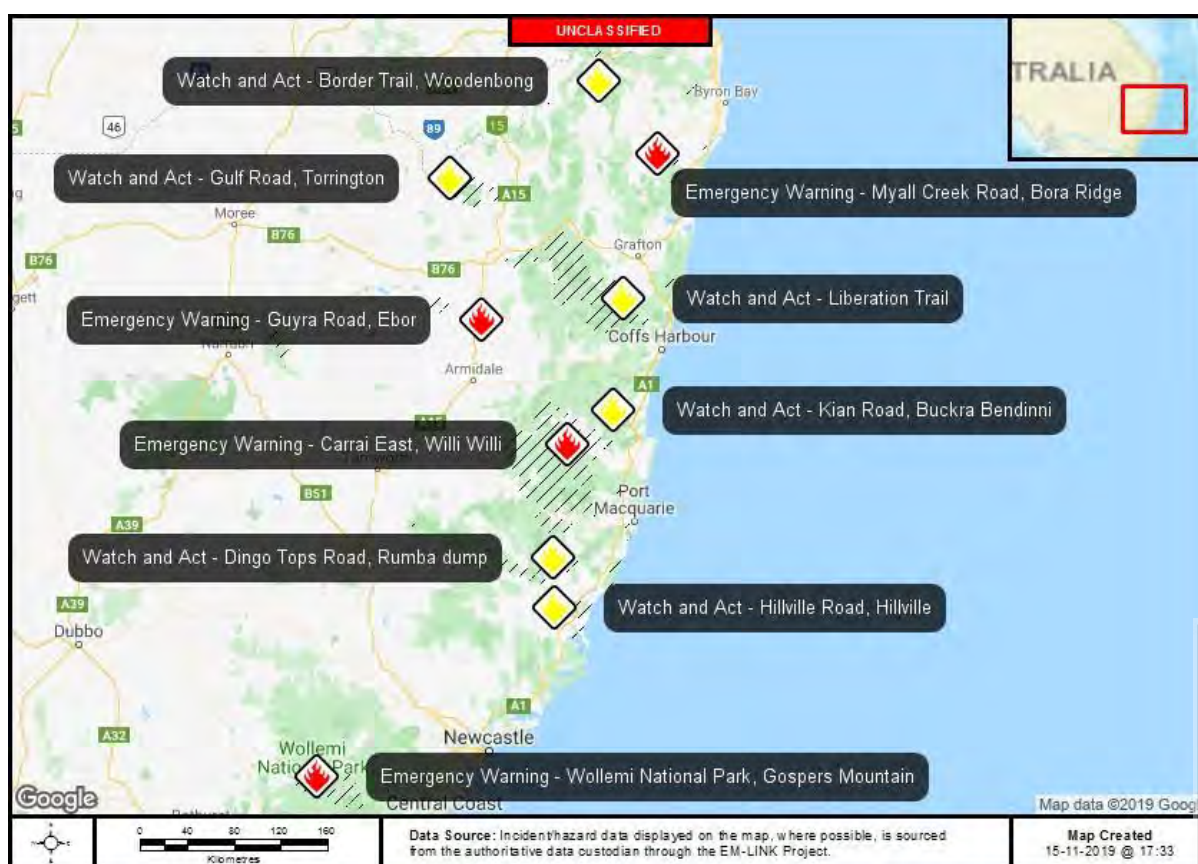 UNCLASSIFIED
TRALIA
Watch and Act - Border Trail, Woodenbong
Byron Bay
46
89
15
Watch and Act - Gulf Road, Torrington
A15
Emergency Warning - Myall Creek Road, Bora Ridge
Moree
B76
Grafton
B76
B76
gett
Watch and Act - Liberation Trail
Emergency Warning - Guyra Road, Ebor
Coffs Harbour
Armidale
A1
Watch and Act - Kian Road, Buckra Bendinni
Emergency Warning - Carrai East, Willi Willi
B51
Port
Macquarie
A39
Watch and Act - Dingo Tops Road, Rumba dump
A39
Watch and Act - Hillville Road, Hillville
Dubbo
A1
A32
Newcastle
Wollemi
National Park
Emergency Warning - Wollemi National Park, Gospers Mountain
Central Coast
Google
Map data ©2019 Goog
0 40 80 120 160
Kilometres
Data Source: Incident/hazard data displayed on the map, where possible, is sourced
from the authoritative data custodian through the EM-LINK Project.
Map Created
15-11-2019 @ 17:33